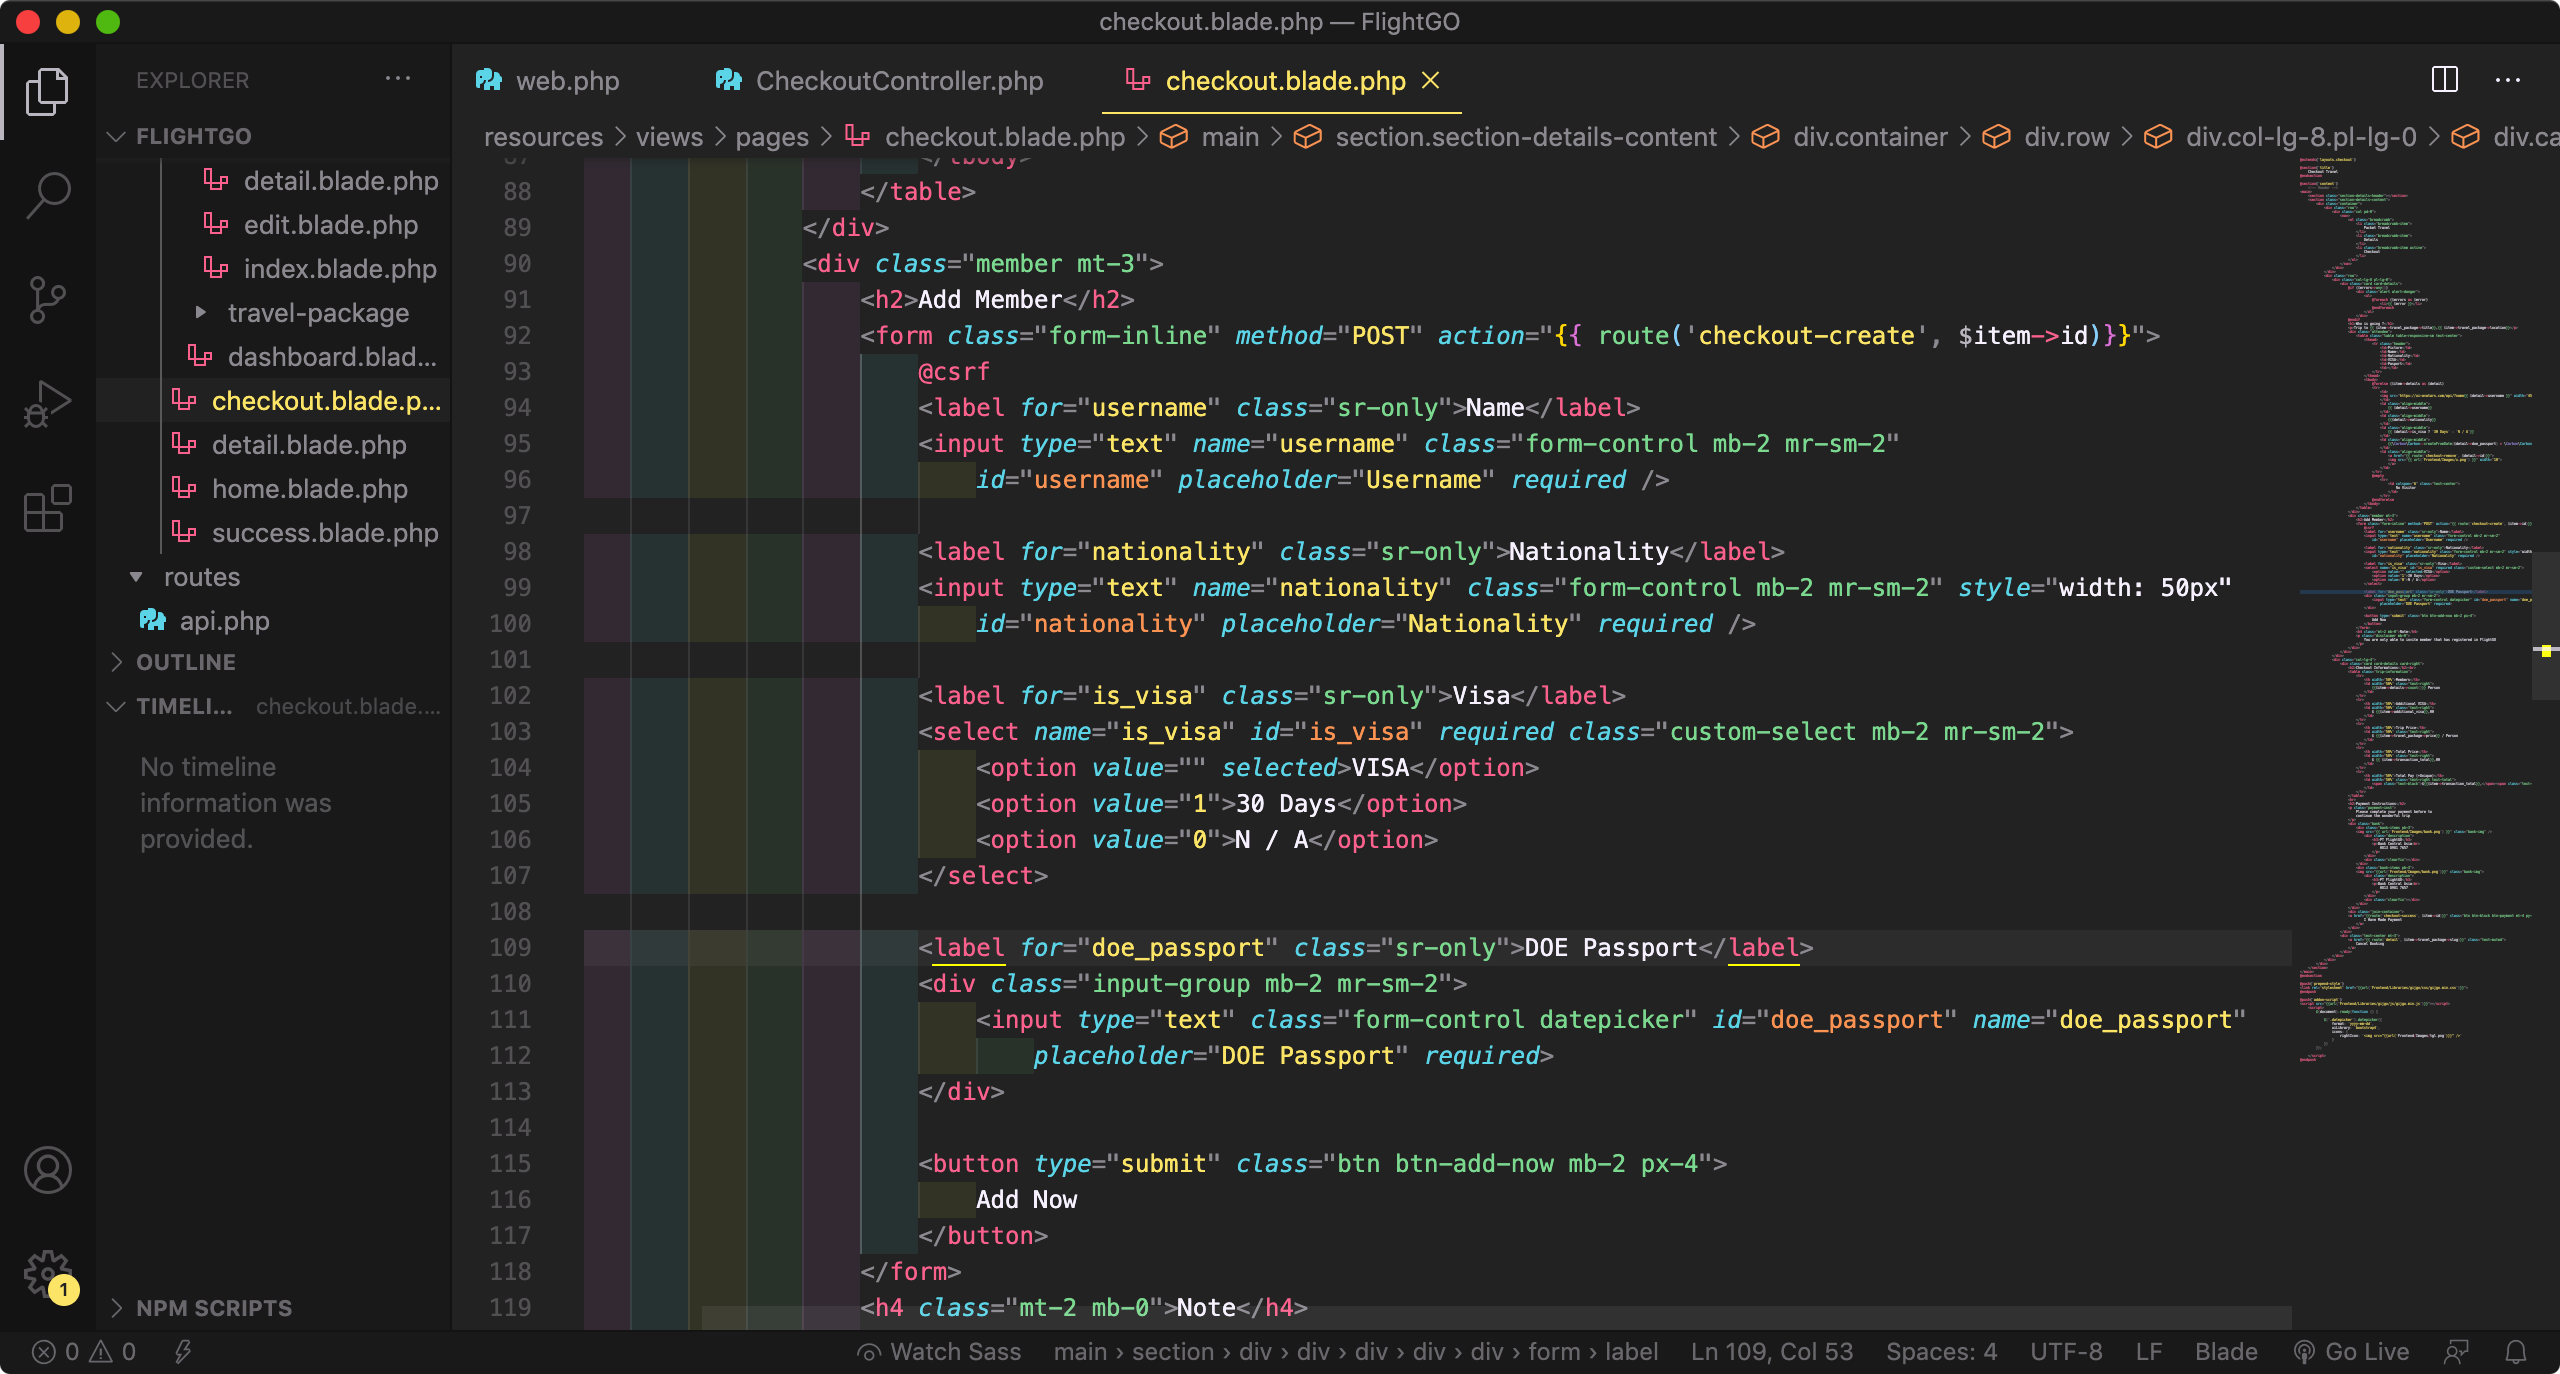 checkout.blade.php — FlightGO
EXPLORER
FLIGHTGO
detail.blade.php
edit.blade.php
index.blade.php
travel-package
dashboard.blad...
checkout.blade.p...
detail.blade.php
home.blade.php
success.blade.php
routes
api.php
OUTLINE
TIMELI... checkout.blade....
No timeline
information was
provided.
NPM SCRIPTS
web.php CheckoutController.php checkout.blade.php
resources > views > pages > checkout.blade.php > main > section.section-details-content > div.container > div.row > div.col-lg-8.pl-lg-0 > div.ca
87 </tbody>
88 </table>
89 </div>
90 <div class="member mt-3">
91 <h2>Add Member</h2>
92 <form class="form-inline" method="POST" action="{{ route('checkout-create', $item->id)}}">
93 @csrf
94 <label for="username" class="sr-only">Name</label>
95 <input type="text" name="username" class="form-control mb-2 mr-sm-2"
96 id="username" placeholder="Username" required />
97
98 <label for="nationality" class="sr-only">Nationality</label>
99 <input type="text" name="nationality" class="form-control mb-2 mr-sm-2" style="width: 50px"
100 id="nationality" placeholder="Nationality" required />
101
102 <label for="is_visa" class="sr-only">Visa</label>
103 <select name="is_visa" id="is_visa" required class="custom-select mb-2 mr-sm-2">
104 <option value="" selected>VISA</option>
105 <option value="1">30 Days</option>
106 <option value="0">N / A</option>
107 </select>
108
109 <label for="doe_passport" class="sr-only">DOE Passport</label>
110 <div class="input-group mb-2 mr-sm-2">
111 <input type="text" class="form-control datepicker" id="doe_passport" name="doe_passport"
112 placeholder="DOE Passport" required>
113 </div>
114
115 <button type="submit" class="btn btn-add-now mb-2 px-4">
116 Add Now
117 </button>
118 </form>
119 <h4 class="mt-2 mb-0">Note</h4>
1
0 0 Watch Sass main › section › div › div › div › div › div › form › label Ln 109, Col 53 Spaces: 4 UTF-8 LF Blade Go Live